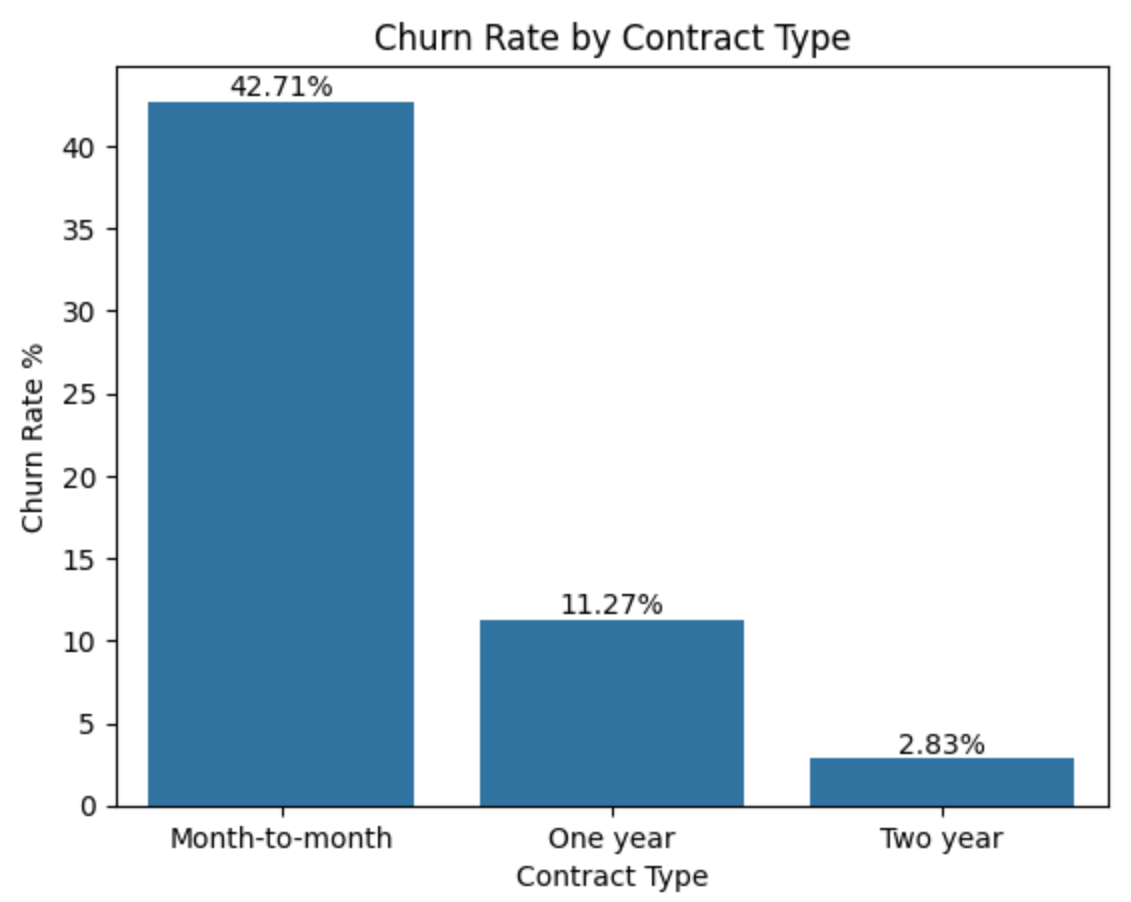 Churn Rate by Contract Type
42.71%
40
35
30
25
20
15
10
5
0
Churn Rate %
11.27%
2.83%
Month-to-month
One year
Two year
Contract Type